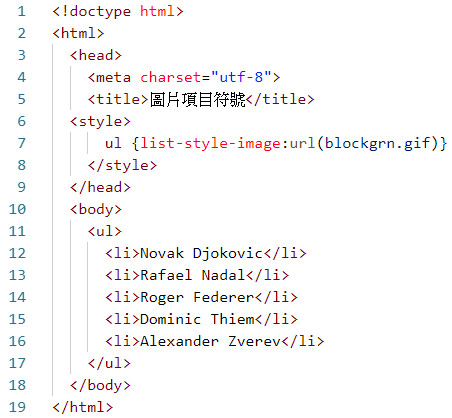 1 <!doctype html>
2 <html>
3 <head>
4 <meta charset="utf-8">
5 <title>圖片項目符號</title>
6 <style>
7 ul {list-style-image:url(blockgrn.gif)}
8 </style>
9 </head>
10 <body>
11 <ul>
12 <li>Novak Djokovic</li>
13 <li>Rafael Nadal</li>
14 <li>Roger Federer</li>
15 <li>Dominic Thiem</li>
16 <li>Alexander Zverev</li>
17 </ul>
18 </body>
19 </html>